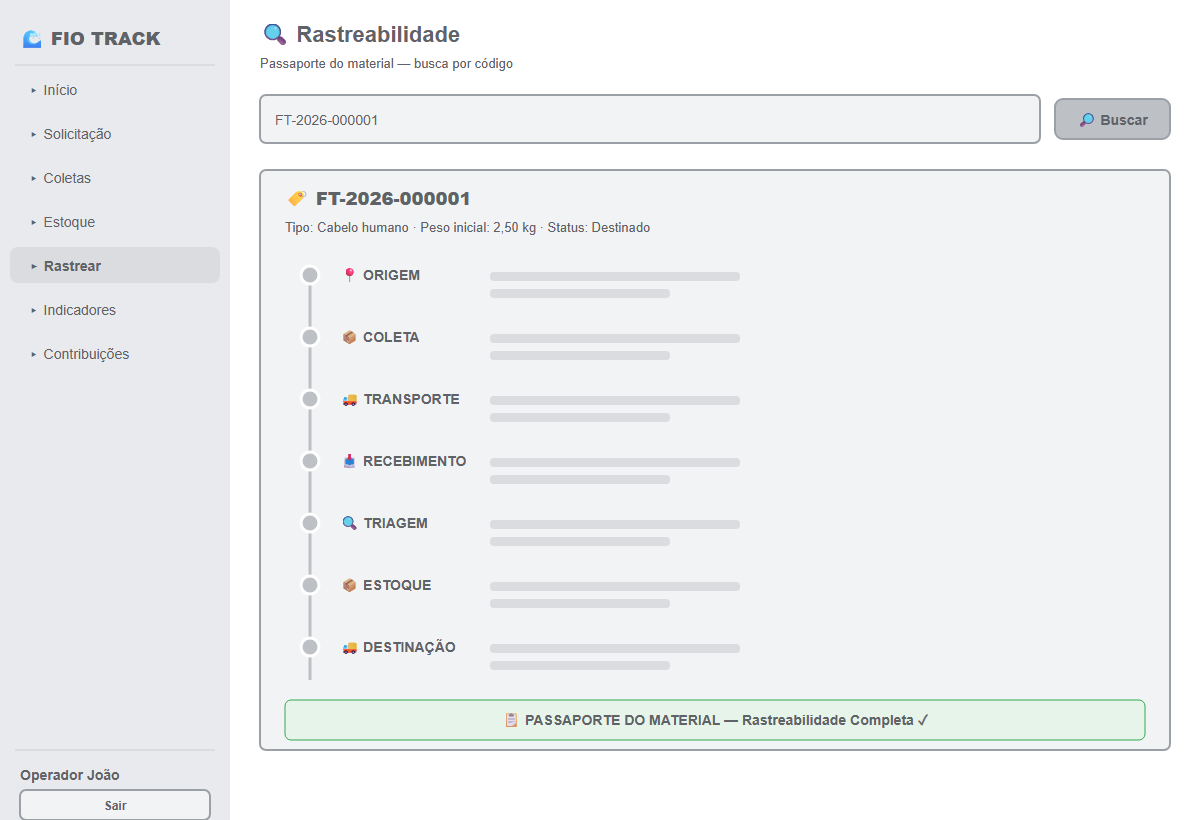 FIO TRACK
Início
Solicitação
Coletas
Estoque
Rastrear
Indicadores
Contribuições
Operador João
Sair
Rastreabilidade
Passaporte do material — busca por código
FT-2026-000001
Buscar
FT-2026-000001
Tipo: Cabelo humano · Peso inicial: 2,50 kg · Status: Destinado
ORIGEM
COLETA
TRANSPORTE
RECEBIMENTO
TRIAGEM
ESTOQUE
DESTINAÇÃO
PASSAPORTE DO MATERIAL — Rastreabilidade Completa ✓